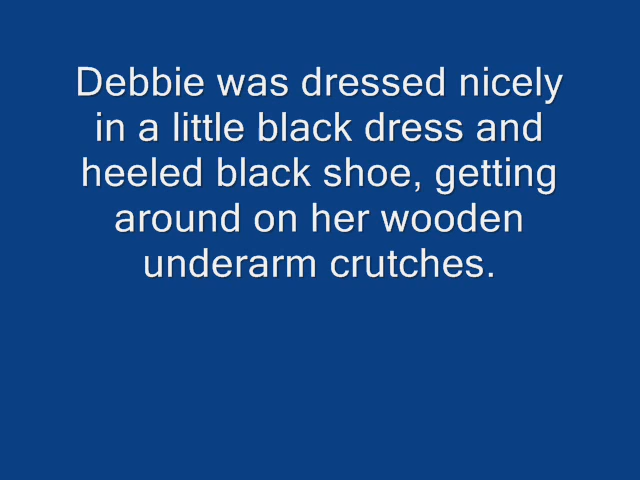 Debbie was dressed nicely
in a little black dress and
heeled black shoe, getting
around on her wooden
underarm crutches.